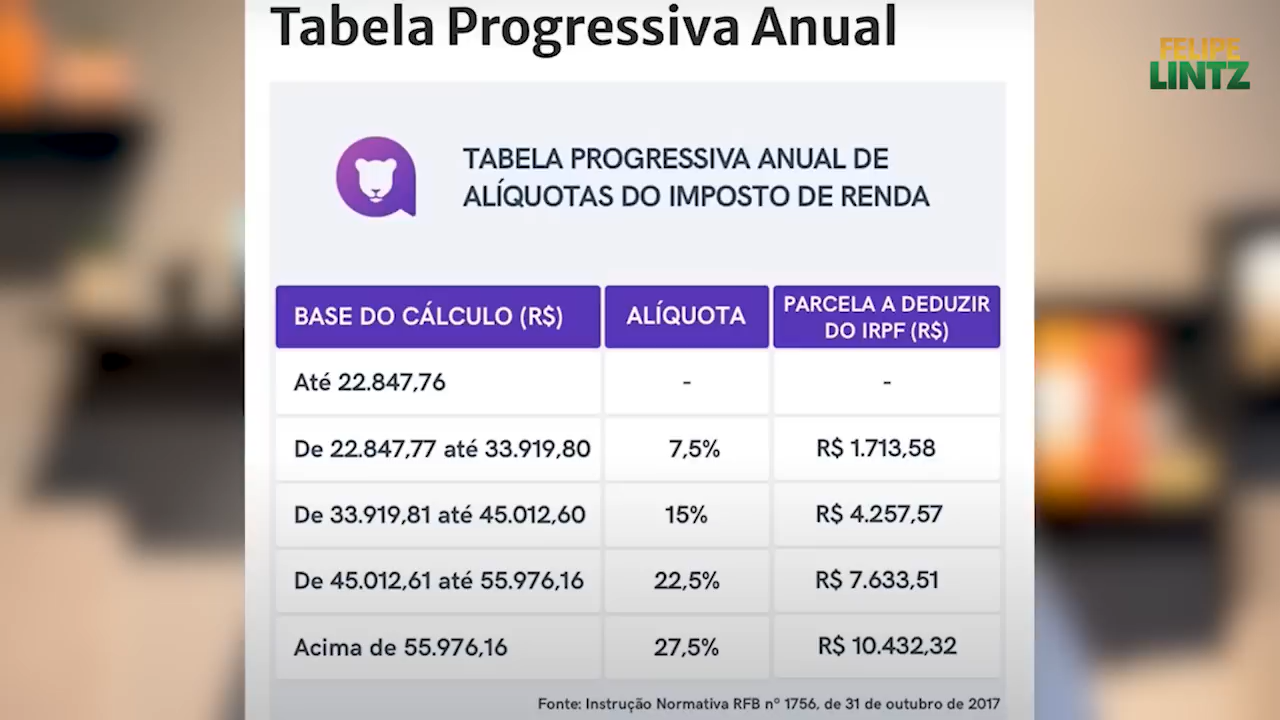 Tabela Progressiva Anual
FELIPE
LINTZ
TABELA PROGRESSIVA ANUAL DE
ALÍQUOTAS DO IMPOSTO DE RENDA
BASE DO CÁLCULO (R$) ALÍQUOTA PARCELA A DEDUZIR
DO IRPF (R$)
Até 22.847,76 - -
De 22.847,77 até 33.919,80 7,5% R$ 1.713,58
De 33.919,81 até 45.012,60 15% R$ 4.257,57
De 45.012,61 até 55.976,16 22,5% R$ 7.633,51
Acima de 55.976,16 27,5% R$ 10.432,32
Fonte: Instrução Normativa RFB nº 1756, de 31 de outubro de 2017